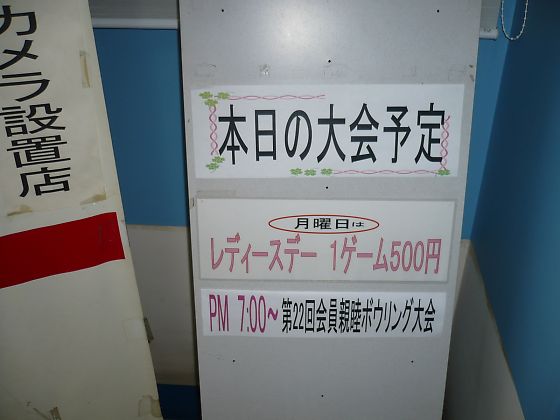 カメラ設置店
本日の大会予定
月曜日は
レディースデー 1ゲーム500円
PM 7:00~ 第22回会員親睦ボウリング大会